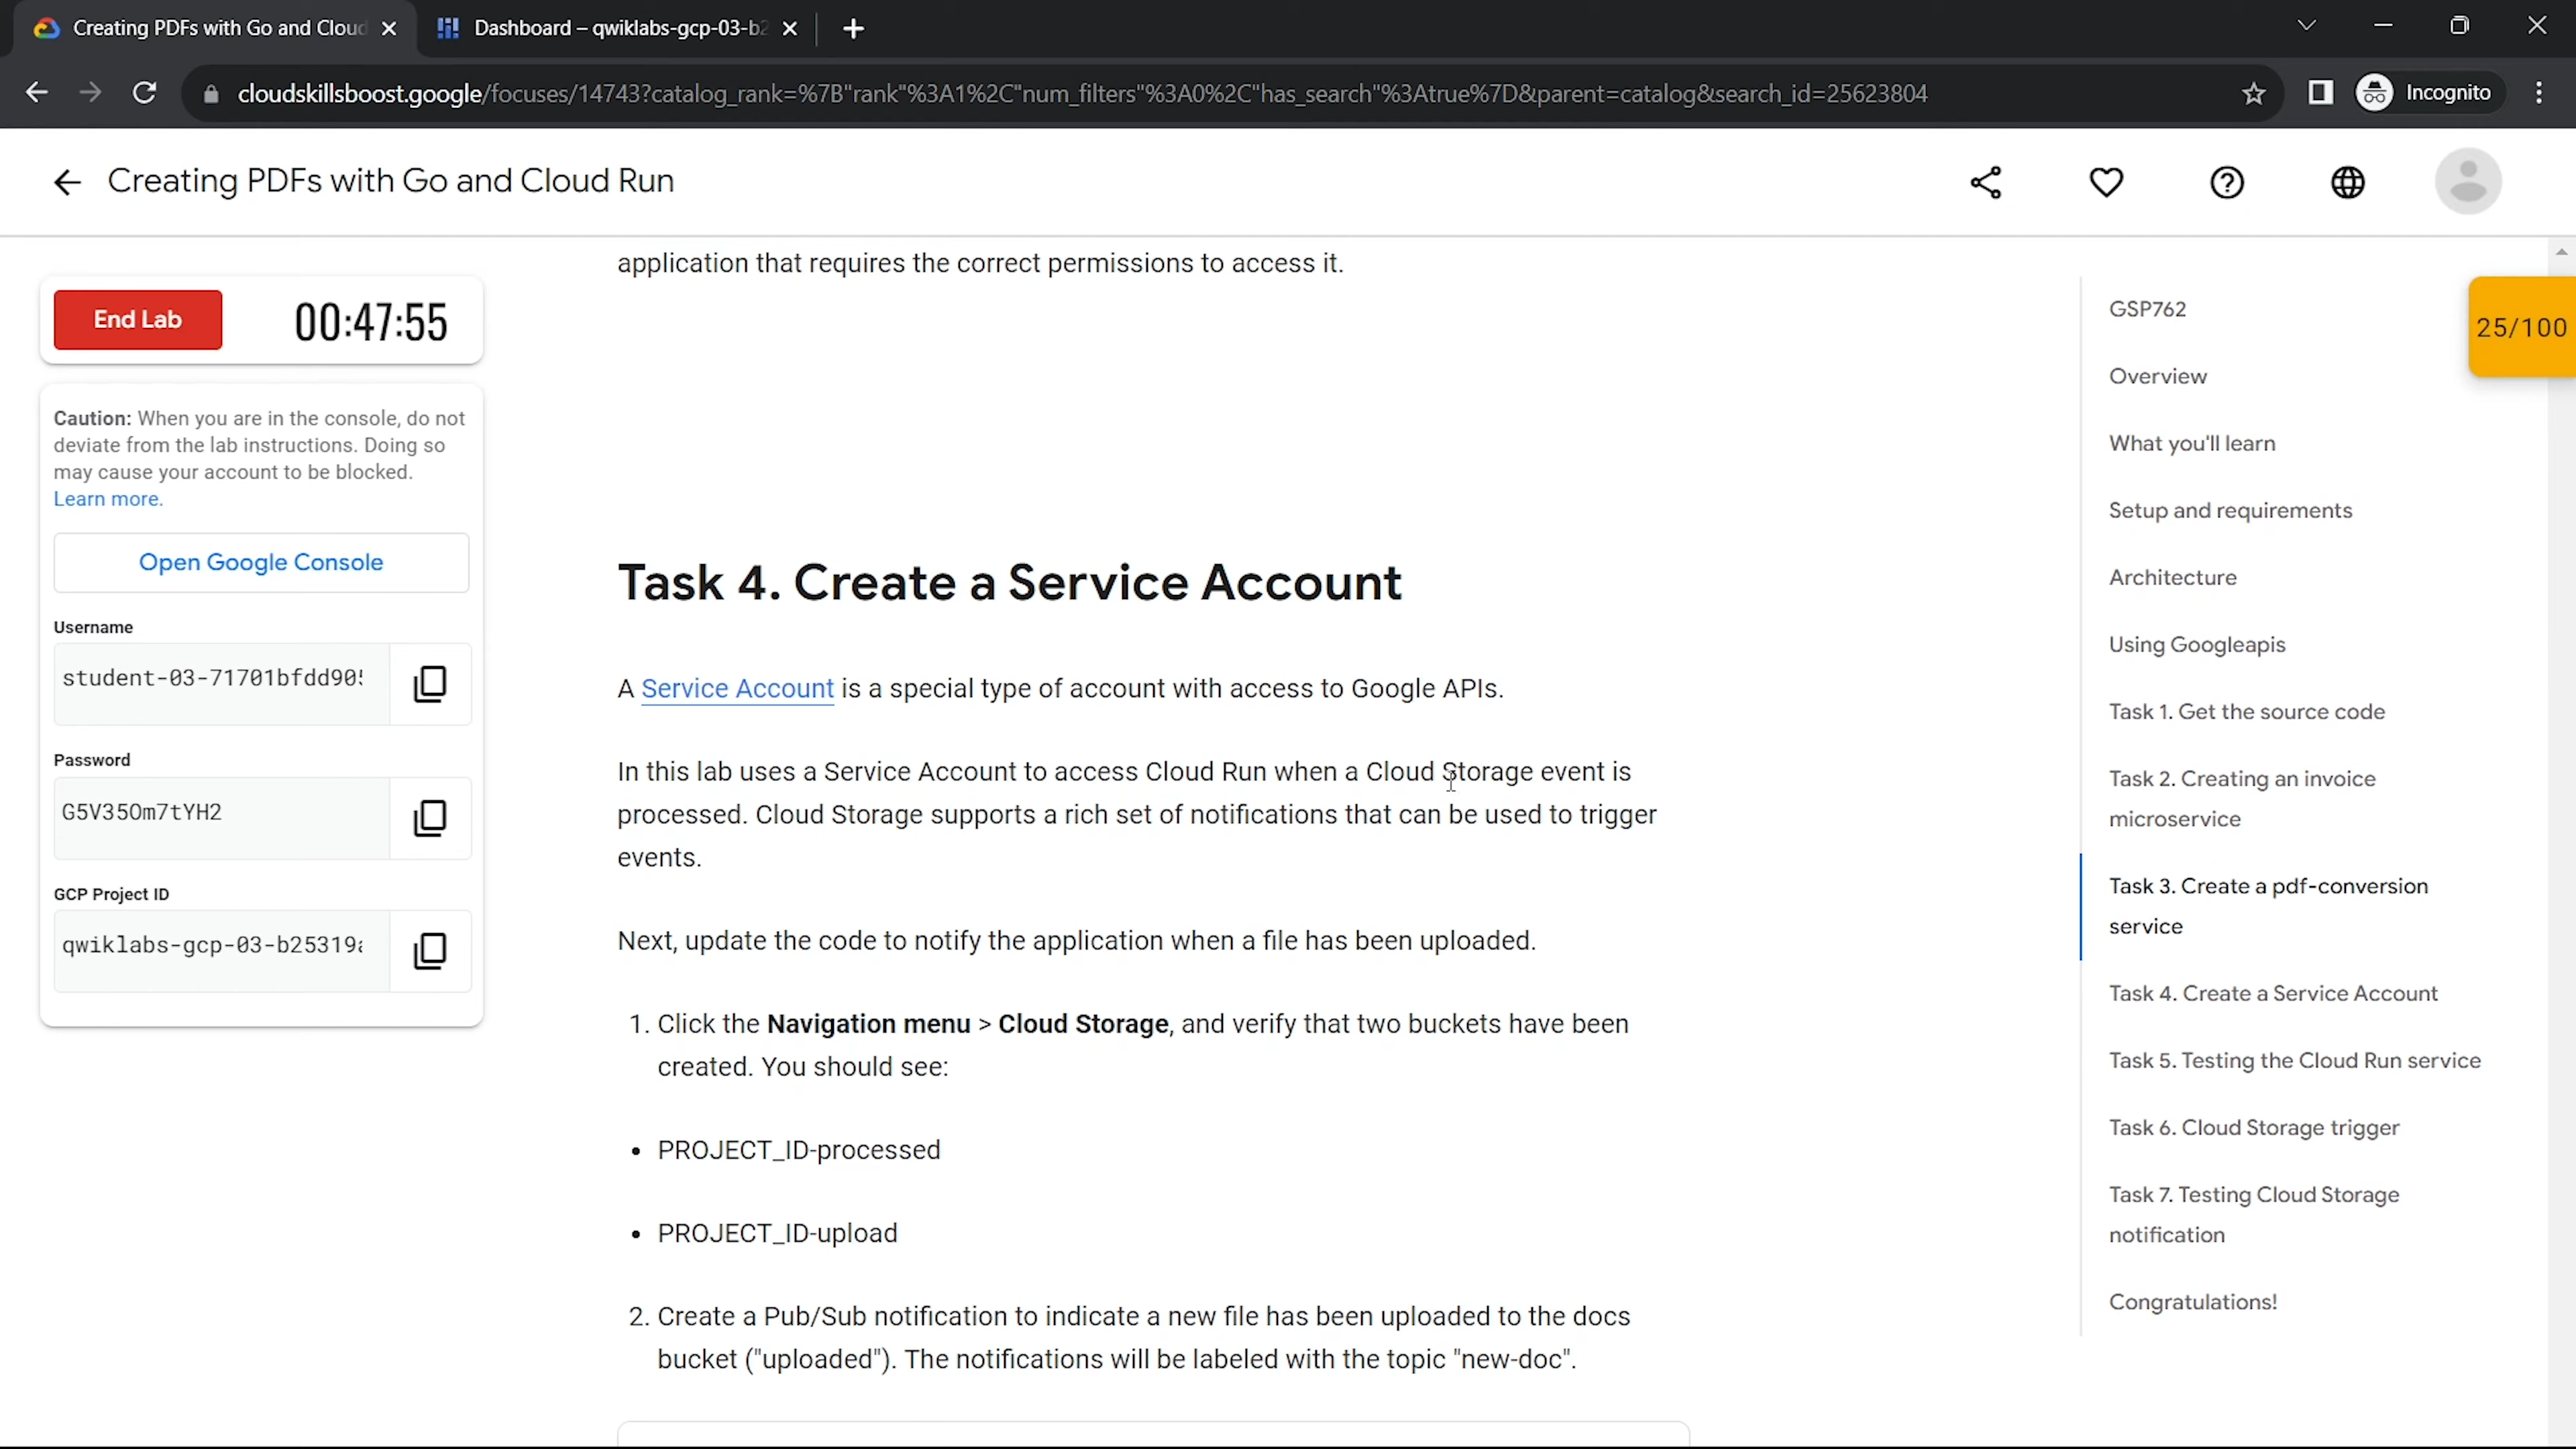 Creating PDFs with Go and Cloud
Dashboard – qwiklabs-gcp-03-b2
cloudskillsboost.google/focuses/14743?catalog_rank=%7B"rank"%3A1%2C"num_filters"%3A0%2C"has_search"%3Atrue%7D&parent=catalog&search_id=25623804
Incognito
Creating PDFs with Go and Cloud Run
End Lab
00:47:55
Caution: When you are in the console, do not
deviate from the lab instructions. Doing so
may cause your account to be blocked.
Learn more.
Open Google Console
Username
student-03-71701bfdd905
Password
G5V35Om7tYH2
GCP Project ID
qwiklabs-gcp-03-b25319a
application that requires the correct permissions to access it.
Task 4. Create a Service Account
A Service Account is a special type of account with access to Google APIs.
In this lab uses a Service Account to access Cloud Run when a Cloud Storage event is
processed. Cloud Storage supports a rich set of notifications that can be used to trigger
events.
Next, update the code to notify the application when a file has been uploaded.
1. Click the Navigation menu > Cloud Storage, and verify that two buckets have been
created. You should see:
• PROJECT_ID-processed
• PROJECT_ID-upload
2. Create a Pub/Sub notification to indicate a new file has been uploaded to the docs
bucket ("uploaded"). The notifications will be labeled with the topic "new-doc".
GSP762
Overview
What you'll learn
Setup and requirements
Architecture
Using Googleapis
Task 1. Get the source code
Task 2. Creating an invoice
microservice
Task 3. Create a pdf-conversion
service
Task 4. Create a Service Account
Task 5. Testing the Cloud Run service
Task 6. Cloud Storage trigger
Task 7. Testing Cloud Storage
notification
Congratulations!
25/100